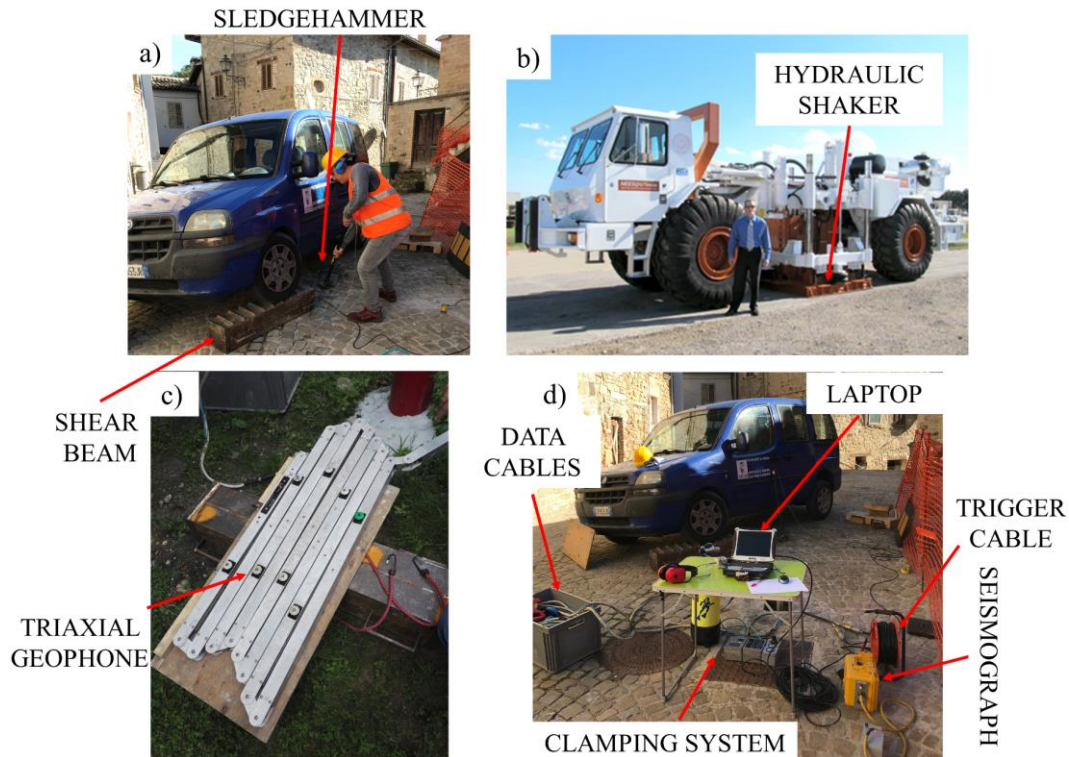 SLEDGEHAMMER
a)
SHEAR
BEAM
b)
HYDRAULIC
SHAKER
c)
TRIAXIAL
GEOPHONE
d)
LAPTOP
DATA
CABLES
TRIGGER
CABLE
SEISMOGRAPH
CLAMPING SYSTEM